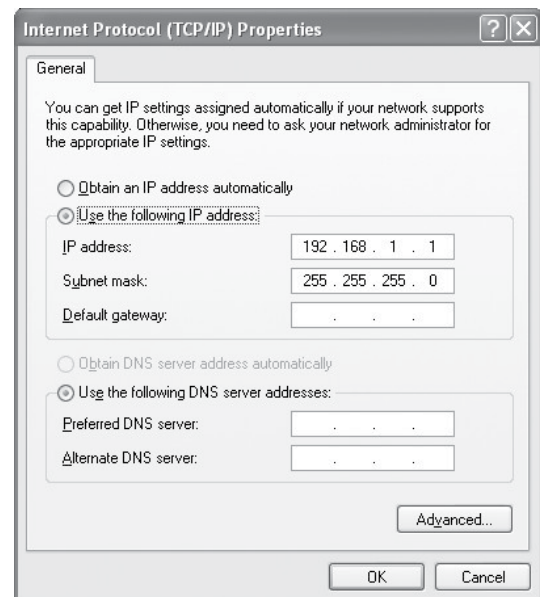 Internet Protocol (TCP/IP) Properties
General
You can get IP settings assigned automatically if your network supports
this capability. Otherwise, you need to ask your network administrator for
the appropriate IP settings.
Obtain an IP address automatically
Use the following IP address:
IP address: 192 . 168 . 1 . 1
Subnet mask: 255 . 255 . 255 . 0
Default gateway: . . .
Obtain DNS server address automatically
Use the following DNS server addresses:
Preferred DNS server: . . .
Alternate DNS server: . . .
Advanced...
OK Cancel